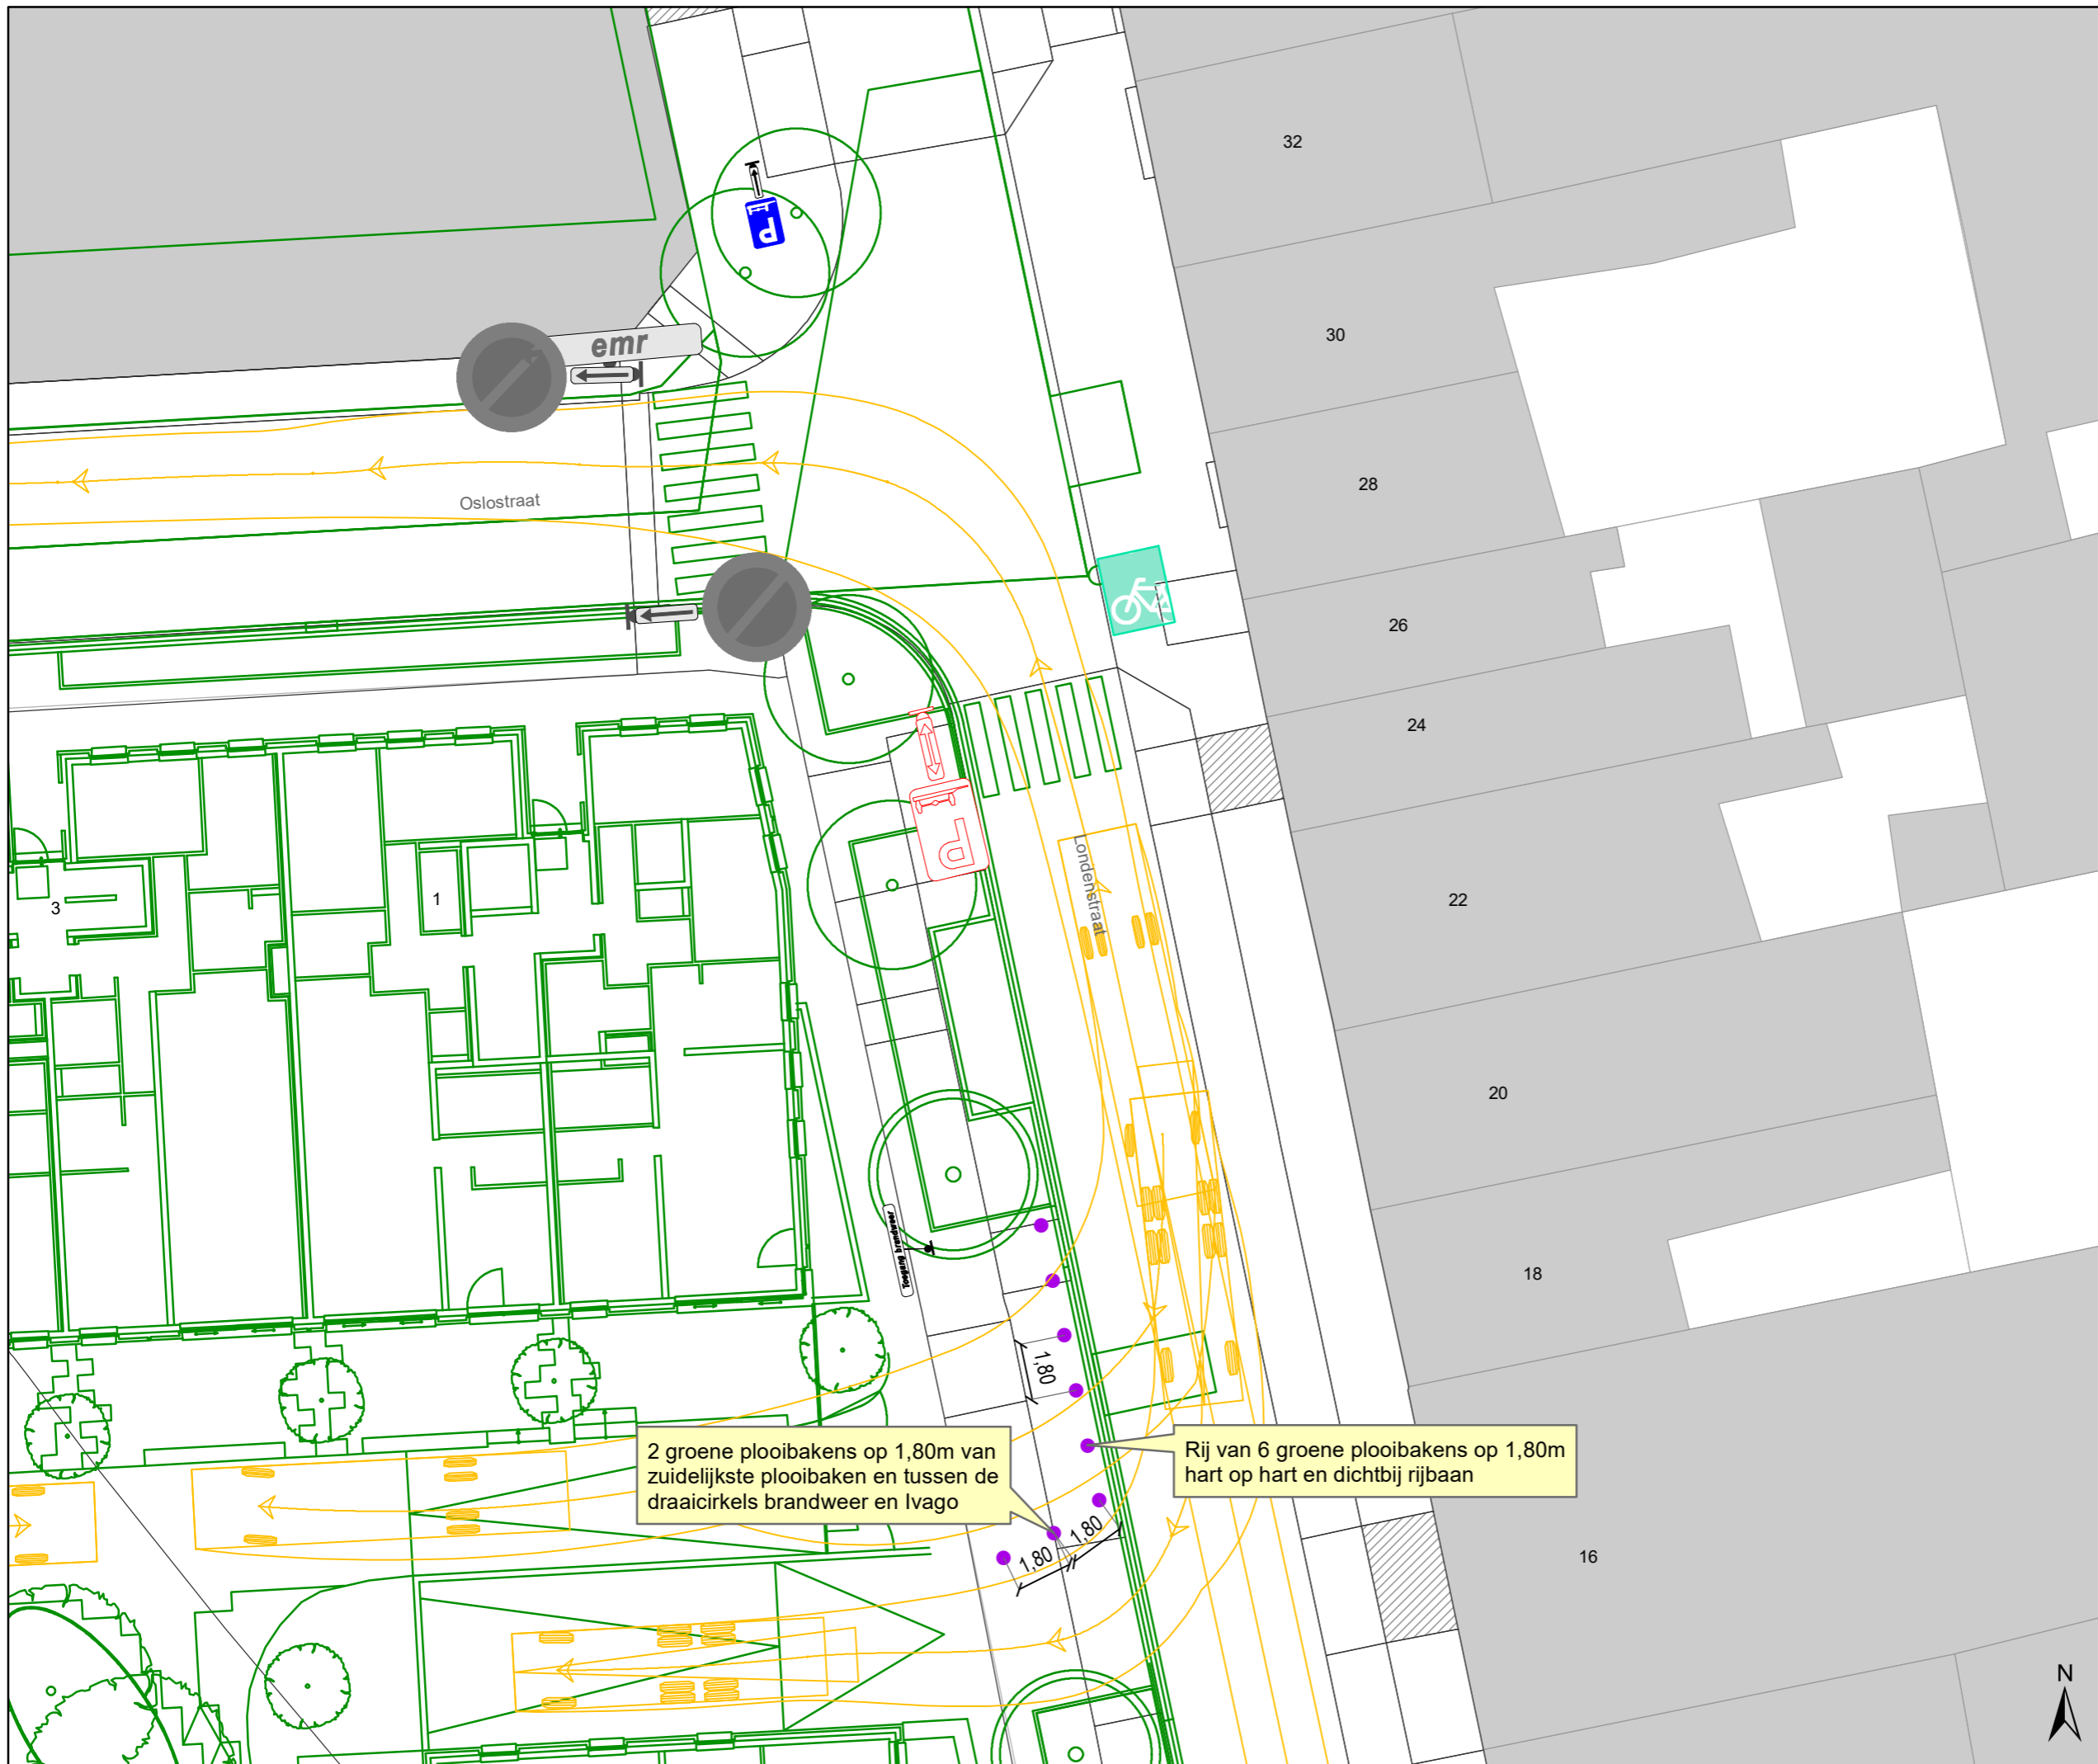 32
P
30
emr
28
Oslostraat
26
24
P
22
Londenstraat
3
1
20
Toegang brandweer
18
1,80
2 groene plooibakens op 1,80m van
zuidelijkste plooibaken en tussen de
draaicirkels brandweer en Ivago
Rij van 6 groene plooibakens op 1,80m
hart op hart en dichtbij rijbaan
1,80
1,80
16
N